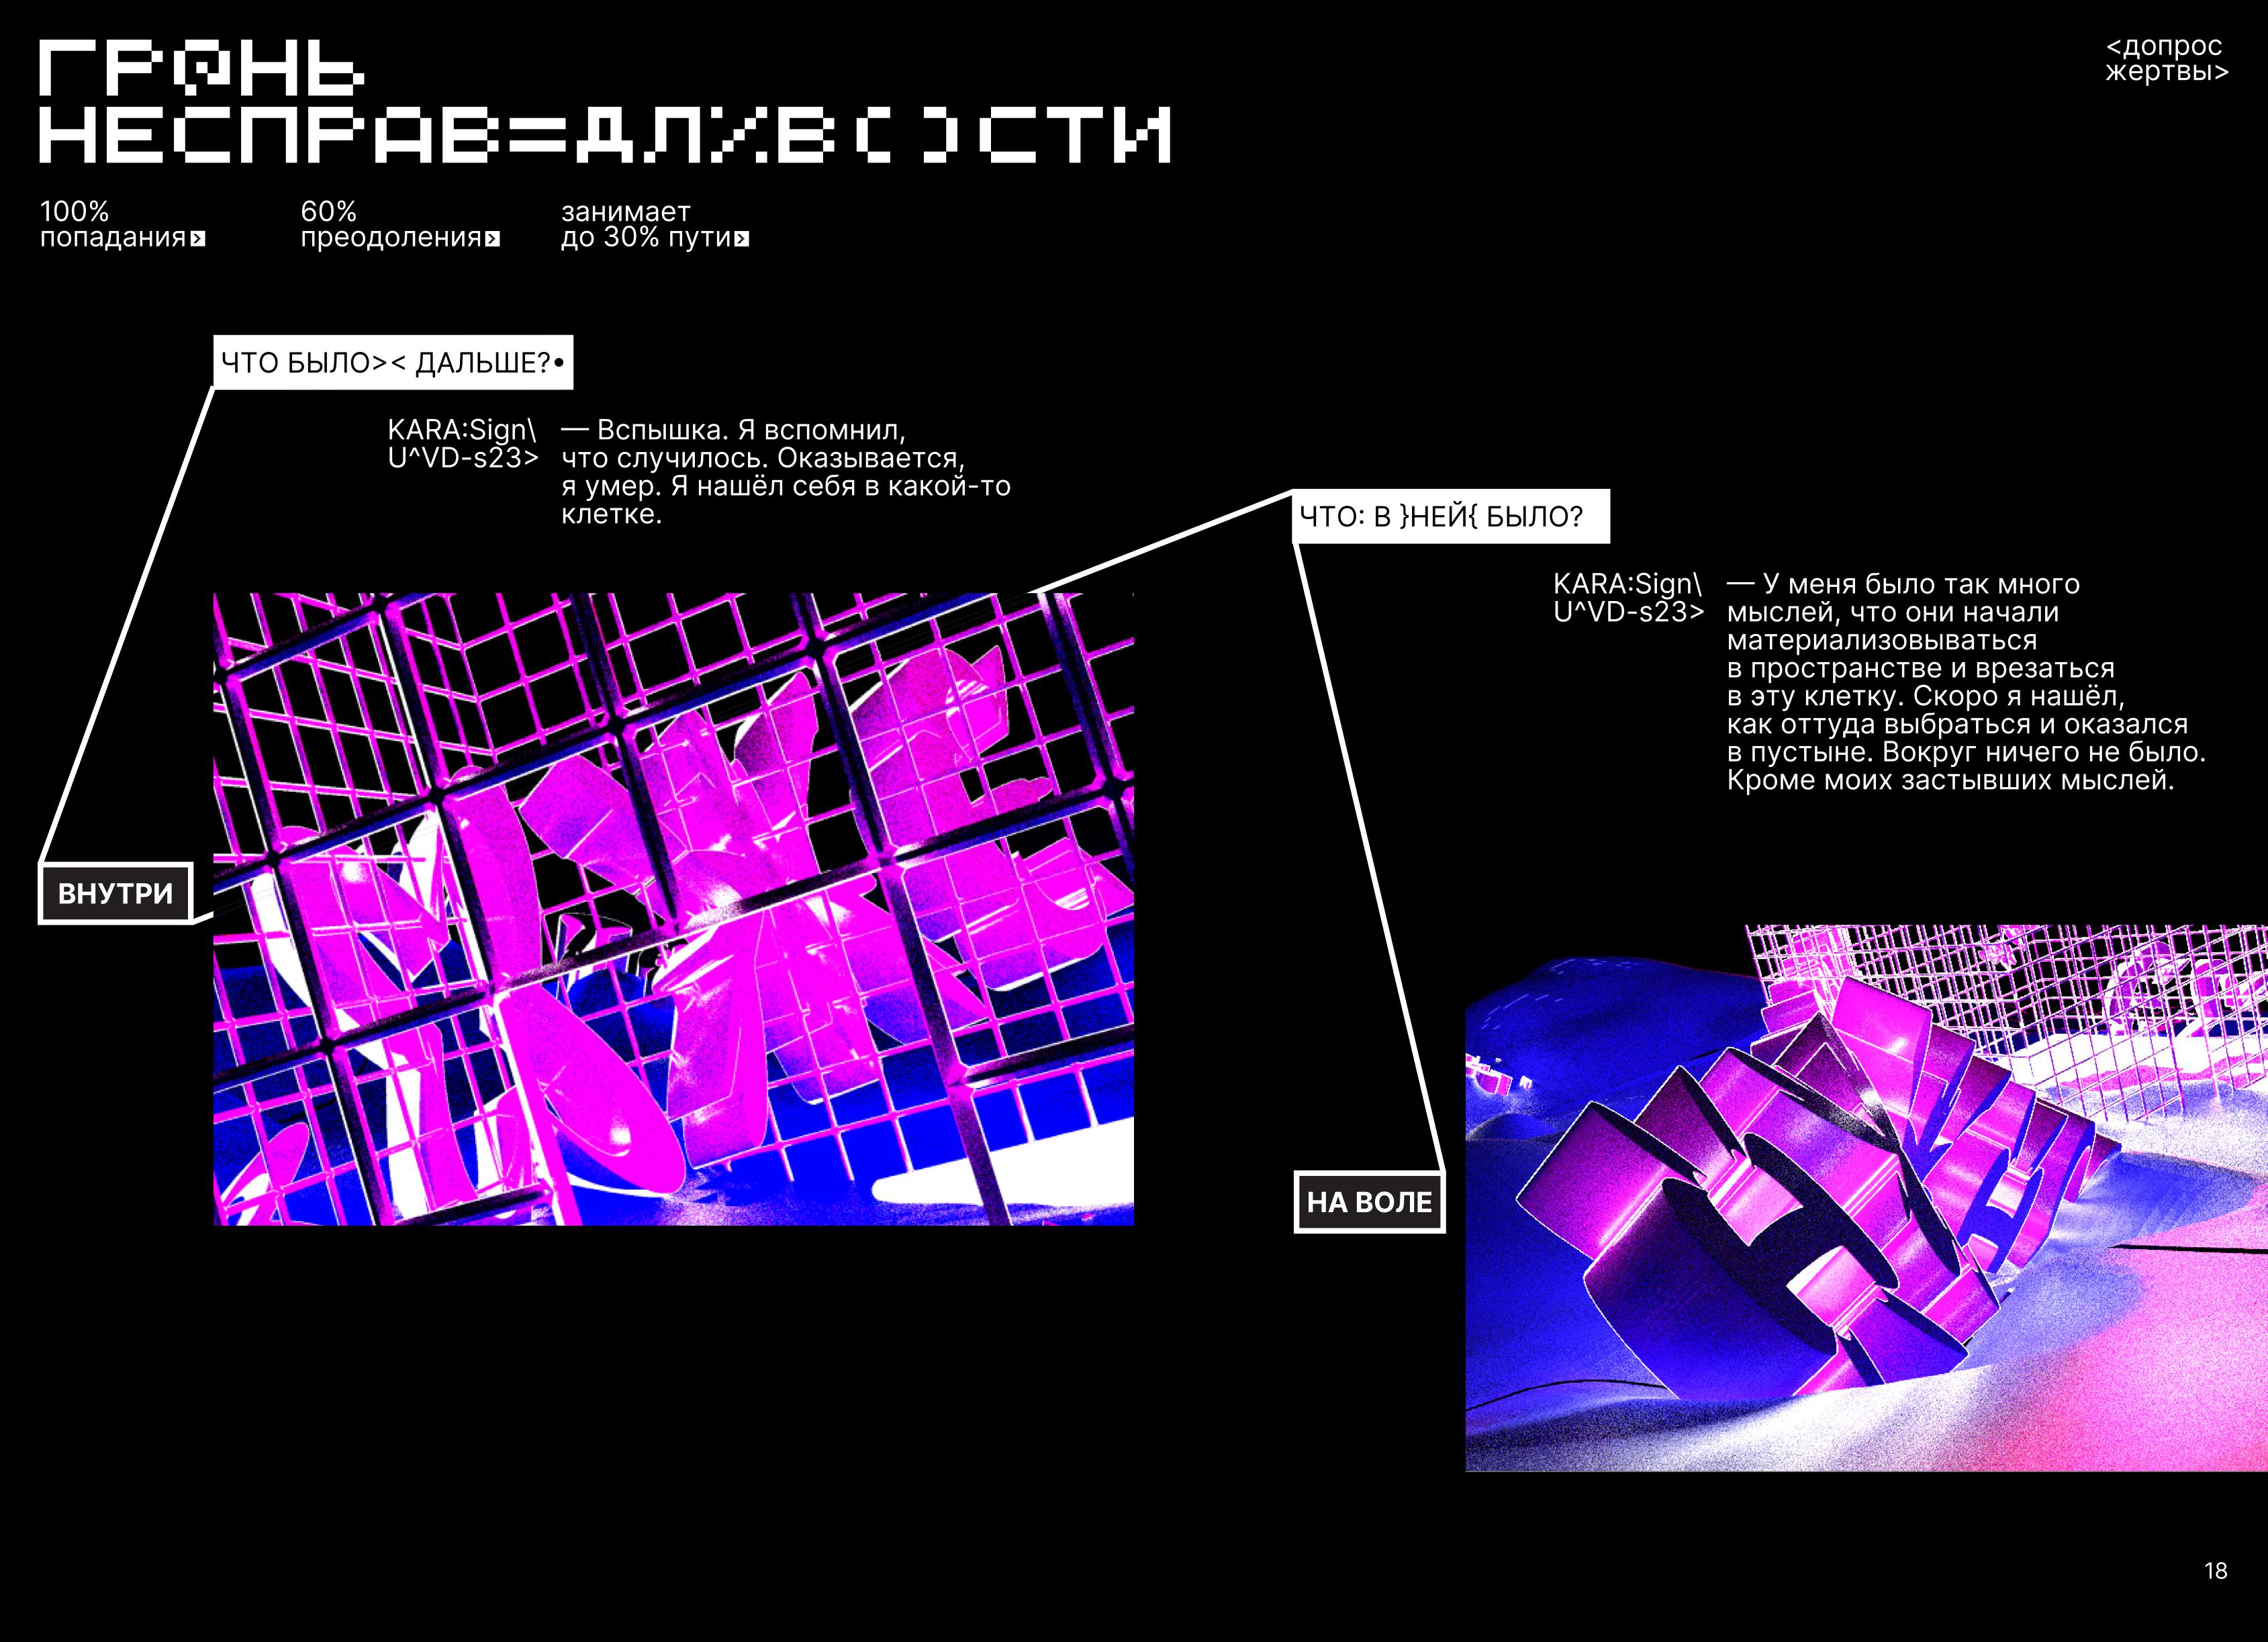 ГР@НЬ
НЕСПРАВ=ДЛ%В()СТИ
<допрос
жертвы>
100%
попадания
60%
преодоления
занимает
до 30% пути
ЧТО БЫЛО>< ДАЛЬШЕ?•
KARA:Sign\
U^VD-s23>
— Вспышка. Я вспомнил,
что случилось. Оказывается,
я умер. Я нашёл себя в какой-то
клетке.
ВНУТРИ
ЧТО: В }НЕЙ{ БЫЛО?
KARA:Sign\
U^VD-s23>
— У меня было так много
мыслей, что они начали
материализовываться
в пространстве и врезаться
в эту клетку. Скоро я нашёл,
как оттуда выбраться и оказался
в пустыне. Вокруг ничего не было.
Кроме моих застывших мыслей.
НА ВОЛЕ
18